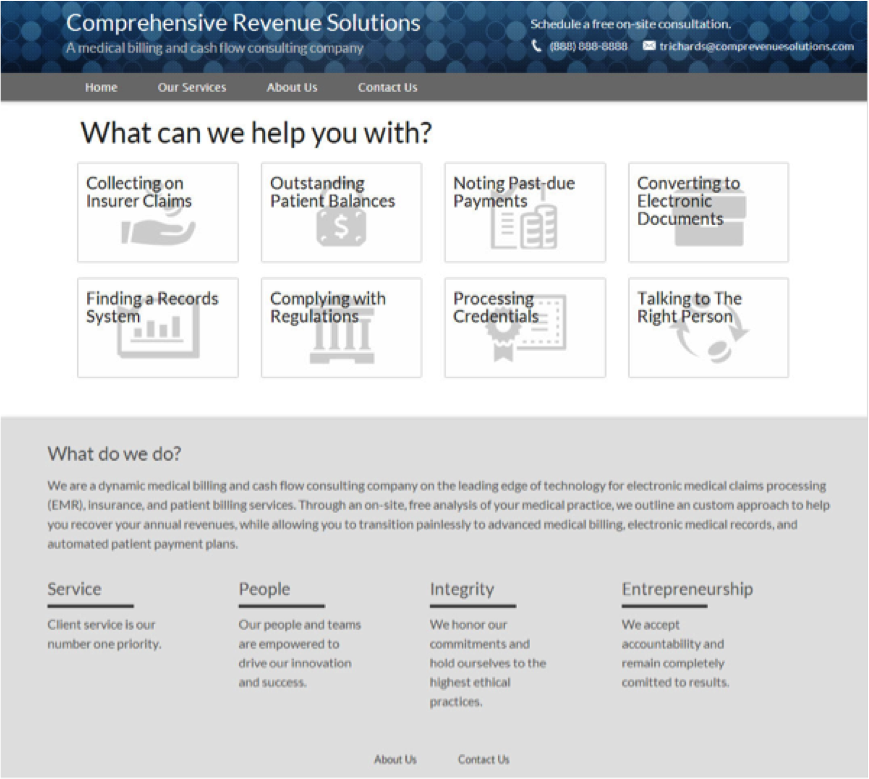 Comprehensive Revenue Solutions
A medical billing and cash flow consulting company
Schedule a free on-site consultation.
(888) 888-8888 trichards@comprevenuesolutions.com
Home Our Services About Us Contact Us
What can we help you with?
Collecting on
Insurer Claims
Outstanding
Patient Balances
$
Noting Past-due
Payments
Converting to
Electronic
Documents
Finding a Records
System
Complying with
Regulations
Processing
Credentials
Talking to The
Right Person
What do we do?
We are a dynamic medical billing and cash flow consulting company on the leading edge of technology for electronic medical claims processing
(EMR), insurance, and patient billing services. Through an on-site, free analysis of your medical practice, we outline an custom approach to help
you recover your annual revenues, while allowing you to transition painlessly to advanced medical billing, electronic medical records, and
automated patient payment plans.
Service
Client service is our
number one priority.
People
Our people and teams
are empowered to
drive our innovation
and success.
Integrity
We honor our
commitments and
hold ourselves to the
highest ethical
practices.
Entrepreneurship
We accept
accountability and
remain completely
comitted to results.
About Us Contact Us